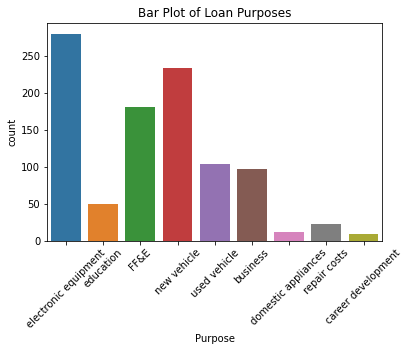 Bar Plot of Loan Purposes
250
200
150
100
50
0
count
electronic equipment
education
FF&E
new vehicle
used vehicle
business
domestic appliances
repair costs
career development
Purpose